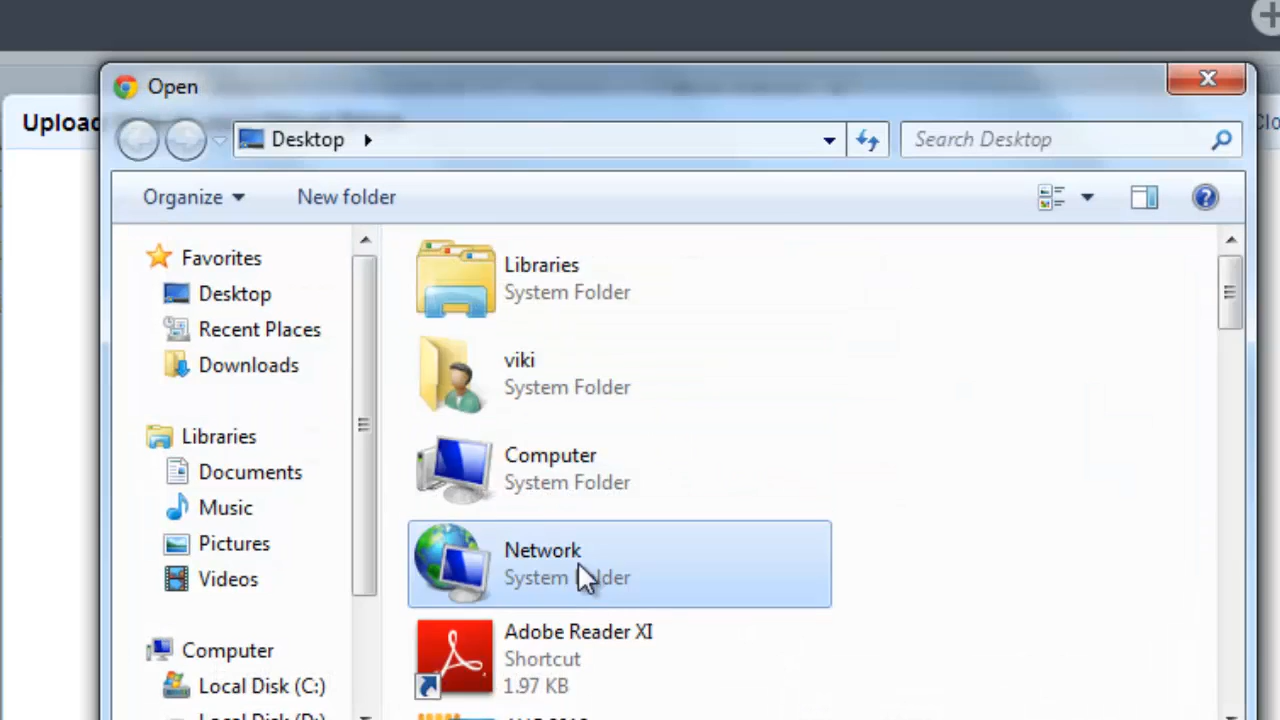 Open
Upload
Desktop
Search Desktop
Organize
New folder
Favorites
Desktop
Recent Places
Downloads
Libraries
Documents
Music
Pictures
Videos
Computer
Local Disk (C:)
Libraries
System Folder
viki
System Folder
Computer
System Folder
Network
System Folder
Adobe Reader XI
Shortcut
1.97 KB